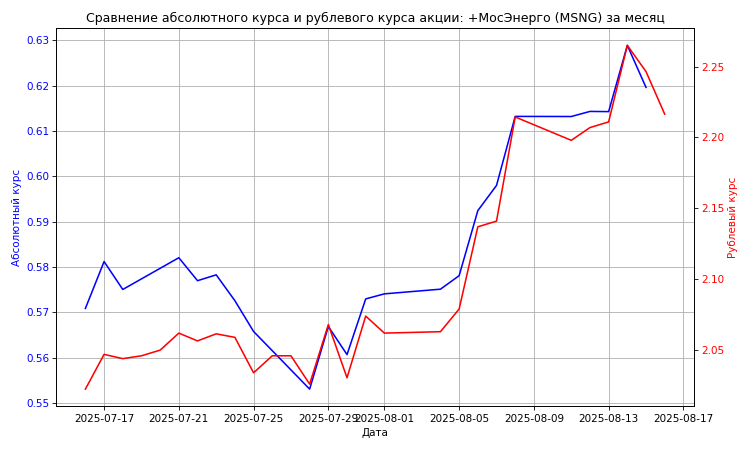 Сравнение абсолютного курса и рублевого курса акции: +МосЭнерго (MSNG) за месяц
0.63
0.62
0.61
0.60
0.59
0.58
0.57
0.56
0.55
Абсолютный курс
2.25
2.20
2.15
2.10
2.05
Рублевый курс
2025-07-17 2025-07-21 2025-07-25 2025-07-29 2025-08-01 2025-08-05 2025-08-09 2025-08-13 2025-08-17
Дата